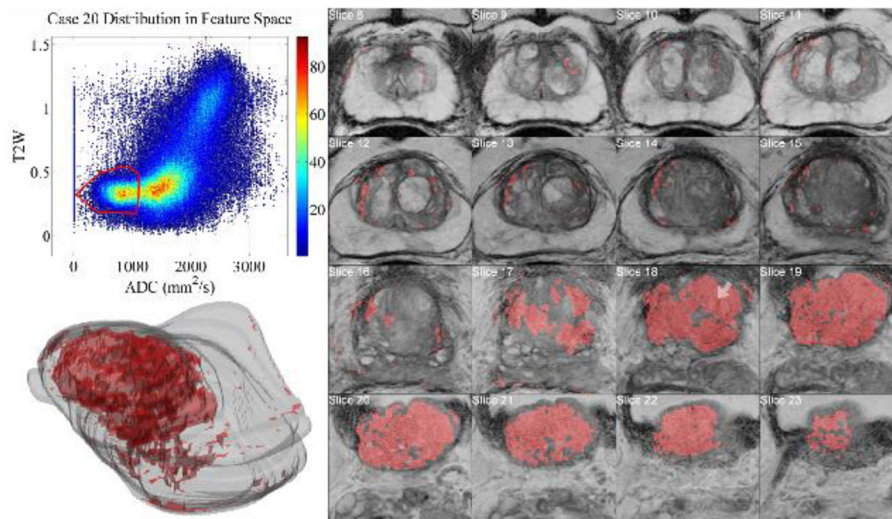 Case 20 Distribution in Feature Space
T2W
1.5
1
0.5
0
80
60
40
20
0
1000
2000
3000
ADC (mm²/s)
Slice 8
Slice 9
Slice 10
Slice 11
Slice 12
Slice 13
Slice 14
Slice 15
Slice 16
Slice 17
Slice 18
Slice 19
Slice 20
Slice 21
Slice 22
Slice 23